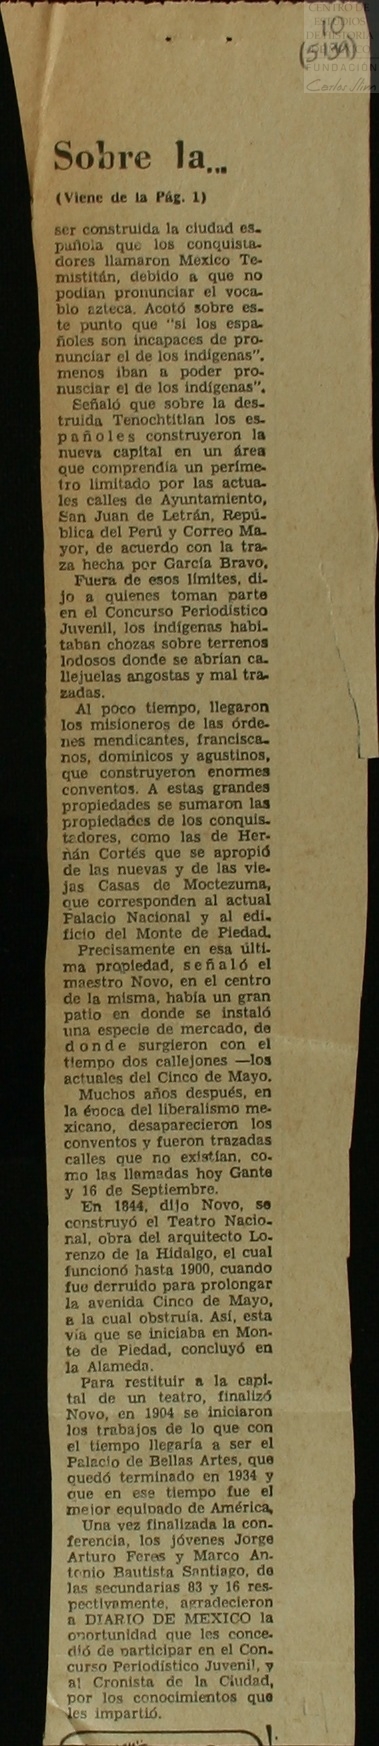 CENTRO DE
ESTUDIOS
DE HISTORIA
DE MÉXICO
FUNDACIÓN
Carlos Slim
10
(5139)
Sobre la...
(Viene de la Pág. 1)
ser construida la ciudad es-
pañola que los conquista-
dores llamaron México Te-
mistitán, debido a que no
podían pronunciar el voca-
blo azteca. Acotó sobre es-
te punto que "si los espa-
ñoles son incapaces de pro-
nunciar el de los indígenas".
menos iban a poder pro-
nusciar el de los indígenas".
Señaló que sobre la des-
truida Tenochtitlan los es-
pañoles construyeron la
nueva capital en un área
que comprendía un períme-
tro limitado por las actua-
les calles de Ayuntamiento,
San Juan de Letrán, Repú-
blica del Perú y Correo Ma-
yor, de acuerdo con la tra-
za hecha por García Bravo.
Fuera de esos límites, di-
jo a quienes toman parte
en el Concurso Periodístico
Juvenil, los indígenas habi-
taban chozas sobre terrenos
lodosos donde se abrían ca-
llejuelas angostas y mal tra-
zadas.
Al poco tiempo, llegaron
los misioneros de las órde-
nes mendicantes, francisca-
nos, dominicos y agustinos,
que construyeron enormes
conventos. A estas grandes
propiedades se sumaron las
propiedades de los conquis-
tadores, como las de Her-
nán Cortés que se apropió
de las nuevas y de las vie-
jas Casas de Moctezuma,
que corresponden al actual
Palacio Nacional y al edi-
ficio del Monte de Piedad.
Precisamente en esa últi-
ma propiedad, señaló el
maestro Novo, en el centro
de la misma, había un gran
patio en donde se instaló
una especie de mercado, de
donde surgieron con el
tiempo dos callejones —los
actuales del Cinco de Mayo.
Muchos años después, en
la época del liberalismo me-
xicano, desaparecieron los
conventos y fueron trazadas
calles que no existían, co-
mo las llamadas hoy Gante
y 16 de Septiembre.
En 1844, dijo Novo, se
construyó el Teatro Nacio-
nal, obra del arquitecto Lo-
renzo de la Hidalgo, el cual
funcionó hasta 1900, cuando
fue derruido para prolongar
la avenida Cinco de Mayo,
a la cual obstruía. Así, esta
vía que se iniciaba en Mon-
te de Piedad, concluyó en
la Alameda.
Para restituir a la capi-
tal de un teatro, finalizó
Novo, en 1904 se iniciaron
los trabajos de lo que con
el tiempo llegaría a ser el
Palacio de Bellas Artes, que
quedó terminado en 1934 y
que en ese tiempo fue el
mejor equipado de América.
Una vez finalizada la con-
ferencia, los jóvenes Jorge
Arturo Feres y Marco An-
tonio Bautista Santiago, de
las secundarias 83 y 16 res-
pectivamente, agradecieron
a DIARIO DE MEXICO la
oportunidad que les conce-
dió de participar en el Con-
curso Periodístico Juvenil, y
al Cronista de la Ciudad,
por los conocimientos que
les impartió.